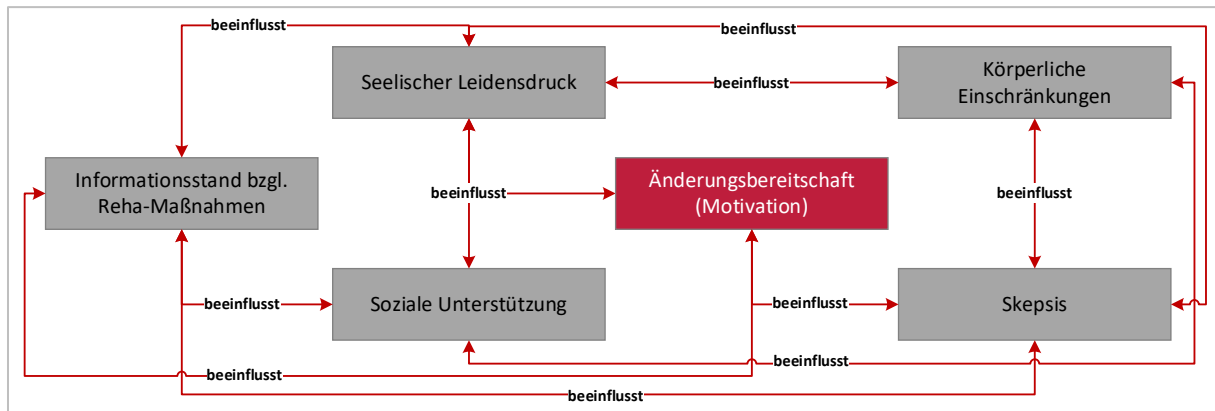 beeinflusst
beeinflusst
Seelischer Leidensdruck
beeinflusst
Körperliche
Einschränkungen
Informationsstand bzgl.
Reha-Maßnahmen
beeinflusst
Änderungsbereitschaft
(Motivation)
beeinflusst
beeinflusst
Soziale Unterstützung
beeinflusst
Skepsis
beeinflusst
beeinflusst
beeinflusst